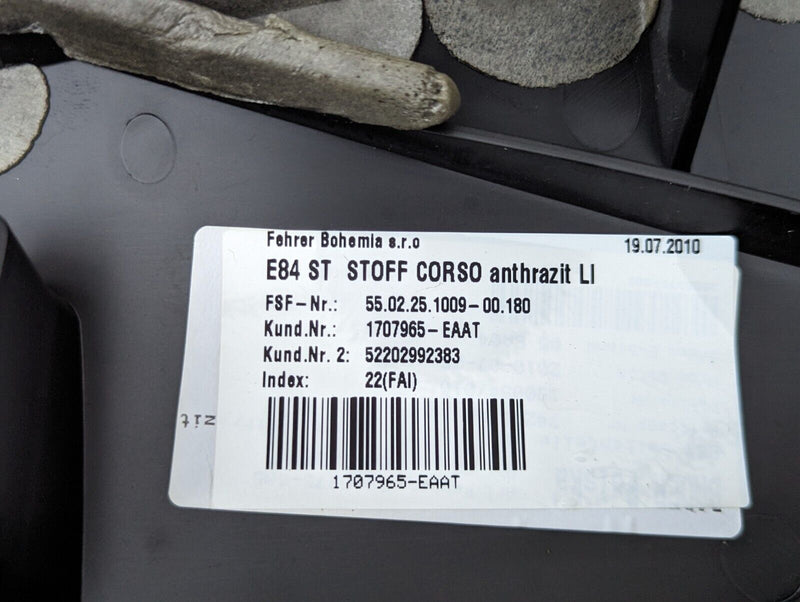 Fehrer Bohemia s.r.o 19.07.2010
E84 ST STOFF CORSO anthrazit LI
FSF-Nr.: 55.02.25.1009-00.180
Kund.Nr.: 1707965-EAAT
Kund.Nr. 2: 52202992383
Index: 22(FAI)
zit
1707965-EAAT